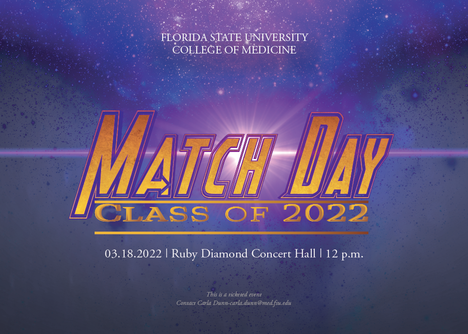 FLORIDA STATE UNIVERSITY
COLLEGE OF MEDICINE
MATCH DAY
CLASS OF 2022
03.18.2022 | Ruby Diamond Concert Hall | 12 p.m.
This is a ticketed event
Contact Carla Dunn-carla.dunn@med.fsu.edu